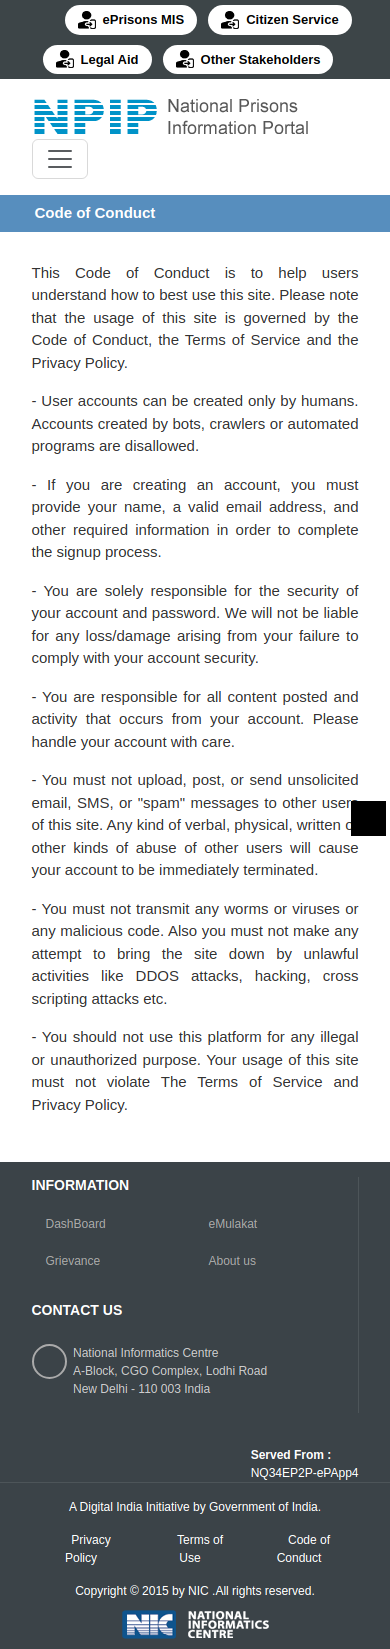 ePrisons MIS
Citizen Service
Legal Aid
Other Stakeholders
NPIP National Prisons
Information Portal
Code of Conduct
This Code of Conduct is to help users
understand how to best use this site. Please note
that the usage of this site is governed by the
Code of Conduct, the Terms of Service and the
Privacy Policy.
- User accounts can be created only by humans.
Accounts created by bots, crawlers or automated
programs are disallowed.
- If you are creating an account, you must
provide your name, a valid email address, and
other required information in order to complete
the signup process.
- You are solely responsible for the security of
your account and password. We will not be liable
for any loss/damage arising from your failure to
comply with your account security.
- You are responsible for all content posted and
activity that occurs from your account. Please
handle your account with care.
- You must not upload, post, or send unsolicited
email, SMS, or "spam" messages to other users
of this site. Any kind of verbal, physical, written or
other kinds of abuse of other users will cause
your account to be immediately terminated.
- You must not transmit any worms or viruses or
any malicious code. Also you must not make any
attempt to bring the site down by unlawful
activities like DDOS attacks, hacking, cross
scripting attacks etc.
- You should not use this platform for any illegal
or unauthorized purpose. Your usage of this site
must not violate The Terms of Service and
Privacy Policy.
INFORMATION
DashBoard
eMulakat
Grievance
About us
CONTACT US
National Informatics Centre
A-Block, CGO Complex, Lodhi Road
New Delhi - 110 003 India
Served From :
NQ34EP2P-ePApp4
A Digital India Initiative by Government of India.
Privacy
Policy
Terms of
Use
Code of
Conduct
Copyright © 2015 by NIC .All rights reserved.
NIC NATIONAL
INFORMATICS
CENTRE